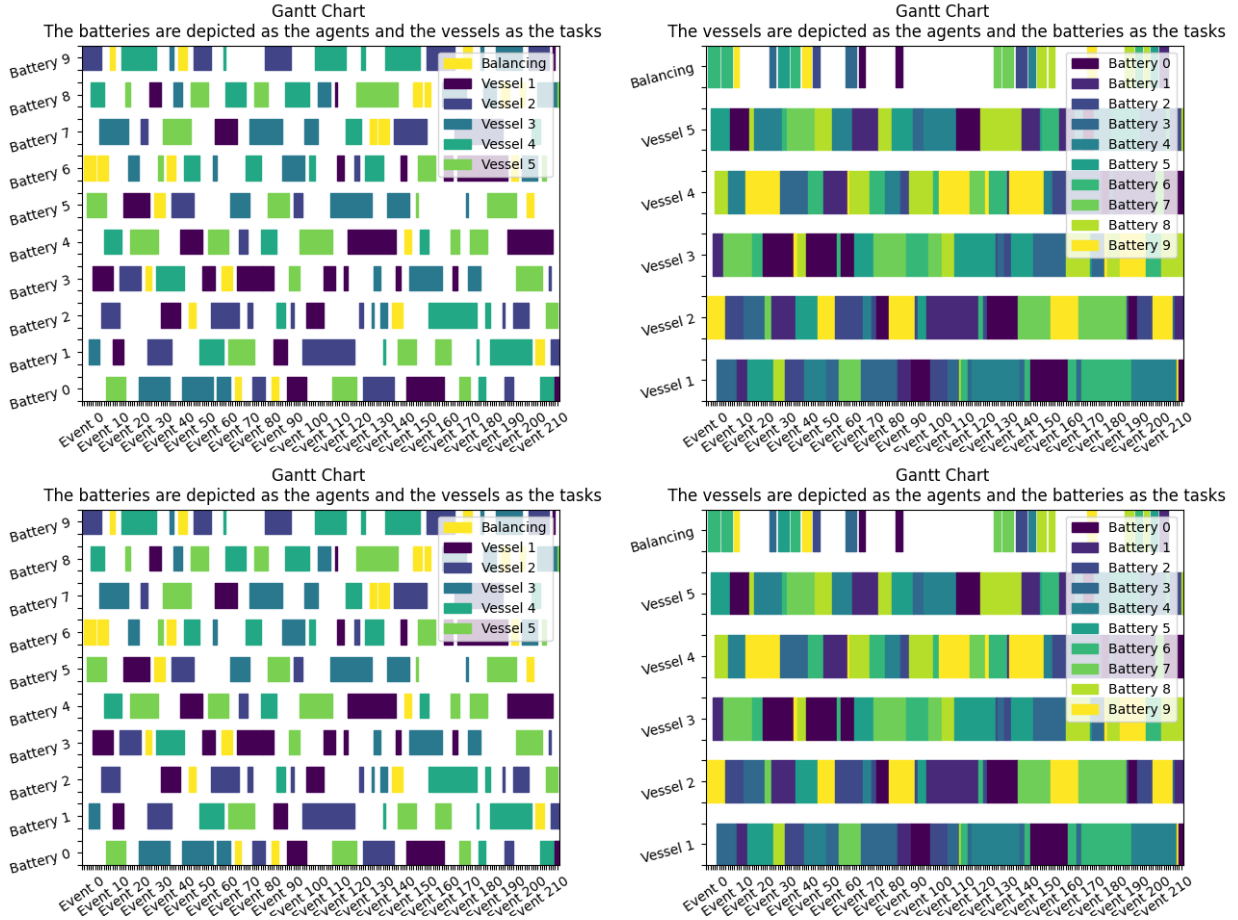 Gantt Chart
The batteries are depicted as the agents and the vessels as the tasks
Battery 9
Battery 8
Battery 7
Battery 6
Battery 5
Battery 4
Battery 3
Battery 2
Battery 1
Battery 0
Balancing
Vessel 1
Vessel 2
Vessel 3
Vessel 4
Vessel 5
Event 0
Event 10
Event 20
Event 30
Event 40
Event 50
Event 60
Event 70
Event 80
Event 90
Event 100
Event 110
Event 120
Event 130
Event 140
Event 150
Event 160
Event 170
Event 180
Event 190
Event 200
Event 210
Gantt Chart
The vessels are depicted as the agents and the batteries as the tasks
Balancing
Vessel 5
Vessel 4
Vessel 3
Vessel 2
Vessel 1
Battery 0
Battery 1
Battery 2
Battery 3
Battery 4
Battery 5
Battery 6
Battery 7
Battery 8
Battery 9
Event 0
Event 10
Event 20
Event 30
Event 40
Event 50
Event 60
Event 70
Event 80
Event 90
Event 100
Event 110
Event 120
Event 130
Event 140
Event 150
Event 160
Event 170
Event 180
Event 190
Event 200
Event 210
Gantt Chart
The batteries are depicted as the agents and the vessels as the tasks
Battery 9
Battery 8
Battery 7
Battery 6
Battery 5
Battery 4
Battery 3
Battery 2
Battery 1
Battery 0
Balancing
Vessel 1
Vessel 2
Vessel 3
Vessel 4
Vessel 5
Event 0
Event 10
Event 20
Event 30
Event 40
Event 50
Event 60
Event 70
Event 80
Event 90
Event 100
Event 110
Event 120
Event 130
Event 140
Event 150
Event 160
Event 170
Event 180
Event 190
Event 200
Event 210
Gantt Chart
The vessels are depicted as the agents and the batteries as the tasks
Balancing
Vessel 5
Vessel 4
Vessel 3
Vessel 2
Vessel 1
Battery 0
Battery 1
Battery 2
Battery 3
Battery 4
Battery 5
Battery 6
Battery 7
Battery 8
Battery 9
Event 0
Event 10
Event 20
Event 30
Event 40
Event 50
Event 60
Event 70
Event 80
Event 90
Event 100
Event 110
Event 120
Event 130
Event 140
Event 150
Event 160
Event 170
Event 180
Event 190
Event 200
Event 210